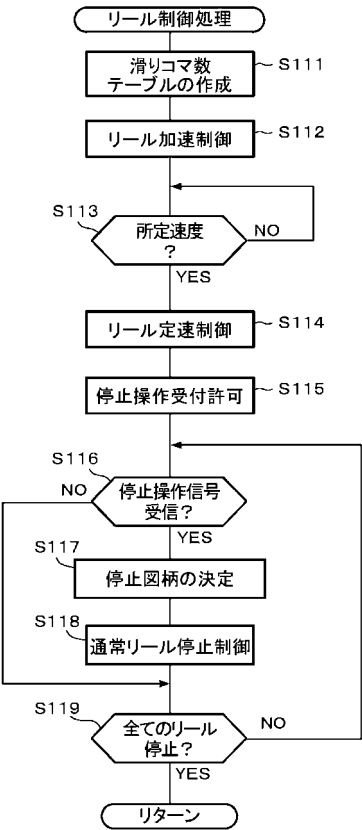 リール制御処理
滑りコマ数
テーブルの作成
S111
リール加速制御
S112
S113
所定速度
?
NO
YES
リール定速制御
S114
停止操作受付許可
S115
S116
停止操作信号
受信?
NO
YES
S117
停止図柄の決定
S118
通常リール停止制御
S119
全てのリール
停止?
NO
YES
リターン